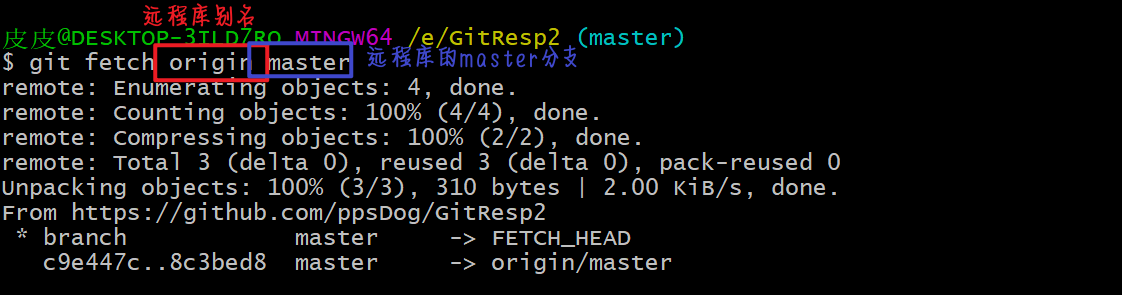 远程库别名
皮皮@DESKTOP-3TLD7RO MINGW64 /e/GitResp2 (master)
$ git fetch origin master 远程库的master分支
remote: Enumerating objects: 4, done.
remote: Counting objects: 100% (4/4), done.
remote: Compressing objects: 100% (2/2), done.
remote: Total 3 (delta 0), reused 3 (delta 0), pack-reused 0
Unpacking objects: 100% (3/3), 310 bytes | 2.00 KiB/s, done.
From https://github.com/ppsDog/GitResp2
 * branch            master     -> FETCH_HEAD
   c9e447c..8c3bed8  master     -> origin/master